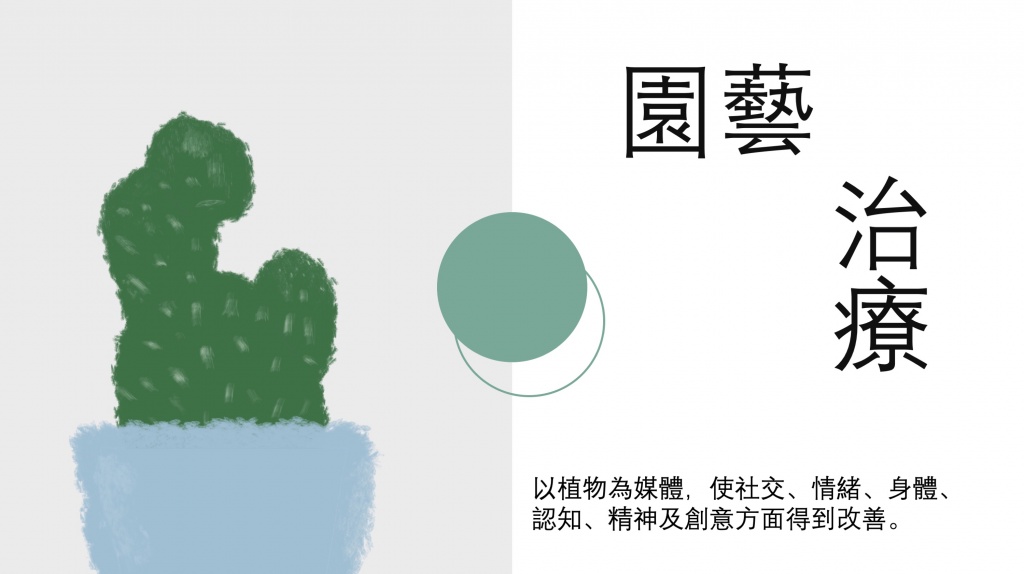 園藝
治
療
以植物為媒體，使社交、情緒、身體、
認知、精神及創意方面得到改善。